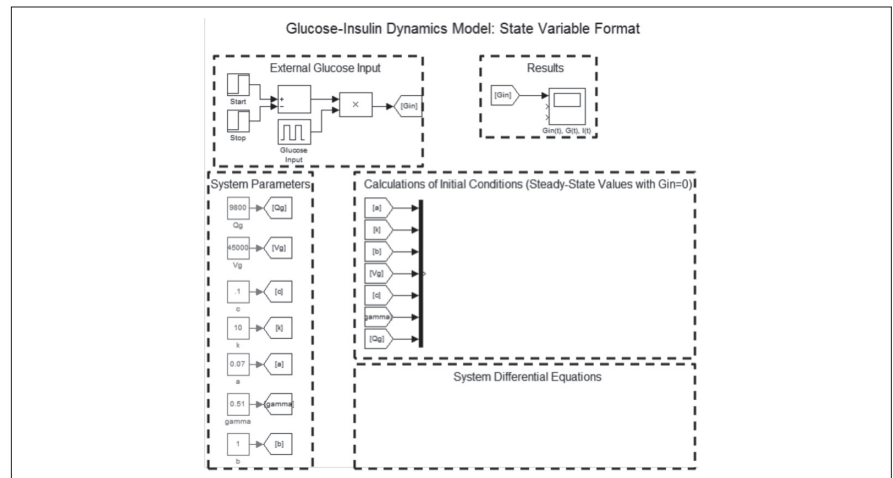 Glucose-Insulin Dynamics Model: State Variable Format
External Glucose Input
Start
Stop
+
−
Glucose
Input
×
[Gin]
Results
[Gin]
Gin(t), G(t), I(t)
System Parameters
9800
[Qg]
Qg
45000
[Vg]
Vg
.1
[c]
c
10
[k]
k
0.07
[a]
a
0.51
[gamma]
gamma
1
[b]
b
Calculations of Initial Conditions (Steady-State Values with Gin=0)
[a]
[k]
[b]
[Vg]
[c]
gamma
[Qg]
System Differential Equations